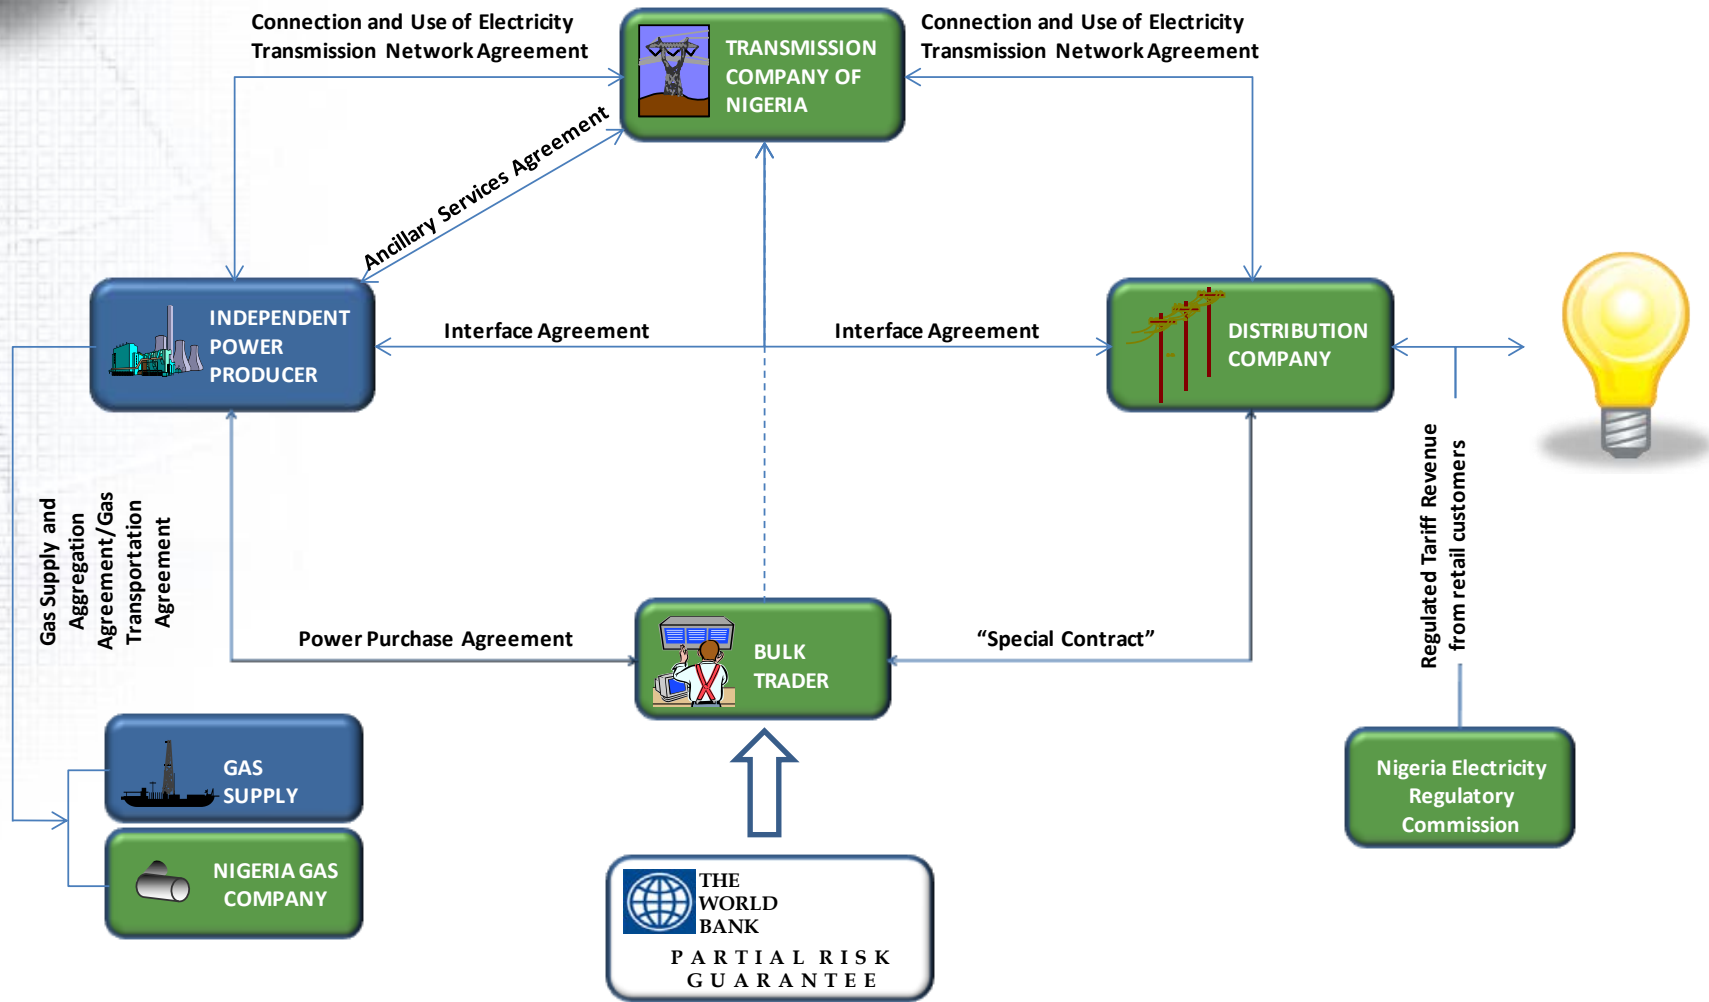 Connection and Use of Electricity
Transmission Network Agreement
TRANSMISSION
COMPANY OF
NIGERIA
Connection and Use of Electricity
Transmission Network Agreement
Ancillary Services Agreement
INDEPENDENT
POWER
PRODUCER
Interface Agreement
Interface Agreement
DISTRIBUTION
COMPANY
Gas Supply and
Aggregation
Agreement/Gas
Transportation
Agreement
Regulated Tariff Revenue
from retail customers
Power Purchase Agreement
BULK
TRADER
“Special Contract”
GAS
SUPPLY
NIGERIA GAS
COMPANY
Nigeria Electricity
Regulatory
Commission
THE
WORLD
BANK
PARTIAL RISK
GUARANTEE